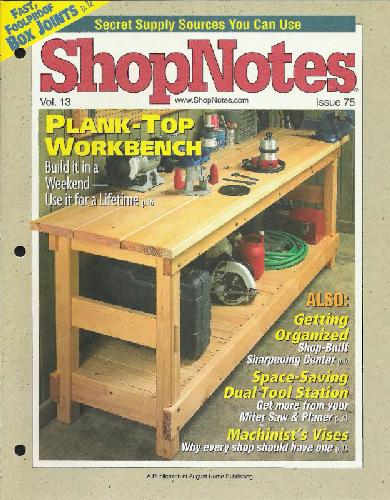 FAST,
FOOLPROOF
BOX JOINTS p.12
Secret Supply Sources You Can Use
ShopNotes
Vol. 13
www.ShopNotes.com
Issue 75
PLANK-TOP
WORKBENCH
Build it in a
Weekend —
Use it for a Lifetime p.16
ALSO:
Getting
Organized
Shop-Built
Sharpening Center
Space-Saving
Dual Tool Station
Get more from your
Miter Saw & Planer
Machinist's Vises
Why every shop should have one
A Publication of August Home Publishing